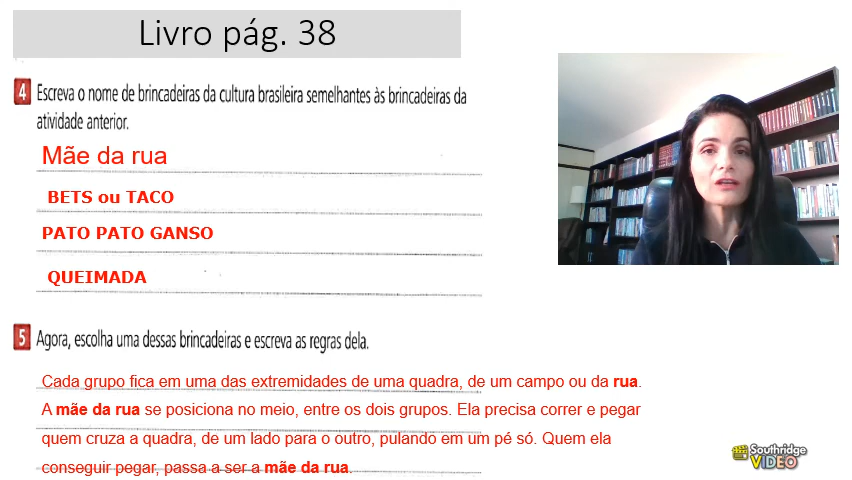 Livro pág. 38
4 Escreva o nome de brincadeiras da cultura brasileira semelhantes às brincadeiras da
atividade anterior.
Mãe da rua
BETS ou TACO
PATO PATO GANSO
QUEIMADA
5 Agora, escolha uma dessas brincadeiras e escreva as regras dela.
Cada grupo fica em uma das extremidades de uma quadra, de um campo ou da rua.
A mãe da rua se posiciona no meio, entre os dois grupos. Ela precisa correr e pegar
quem cruza a quadra, de um lado para o outro, pulando em um pé só. Quem ela
conseguir pegar, passa a ser a mãe da rua.
Southridge
VIDEO